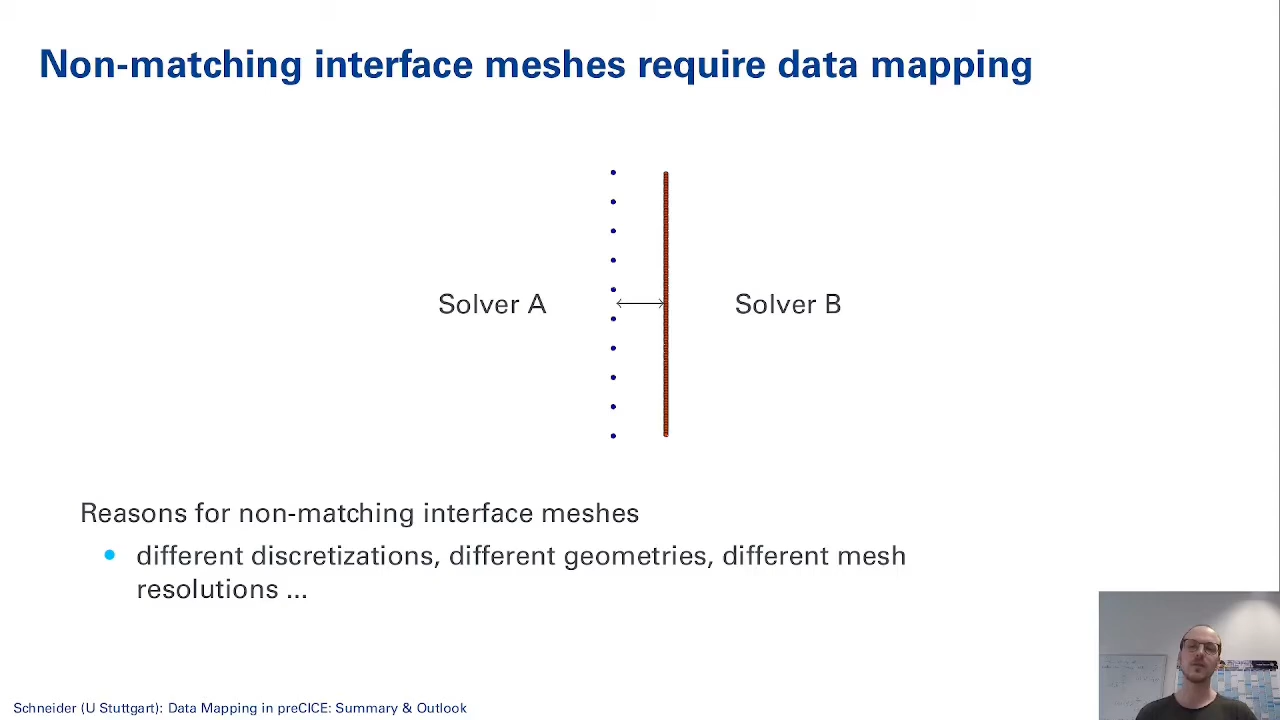 Non-matching interface meshes require data mapping
Solver A
Solver B
Reasons for non-matching interface meshes
• different discretizations, different geometries, different mesh
resolutions ...
Schneider (U Stuttgart): Data Mapping in preCICE: Summary & Outlook